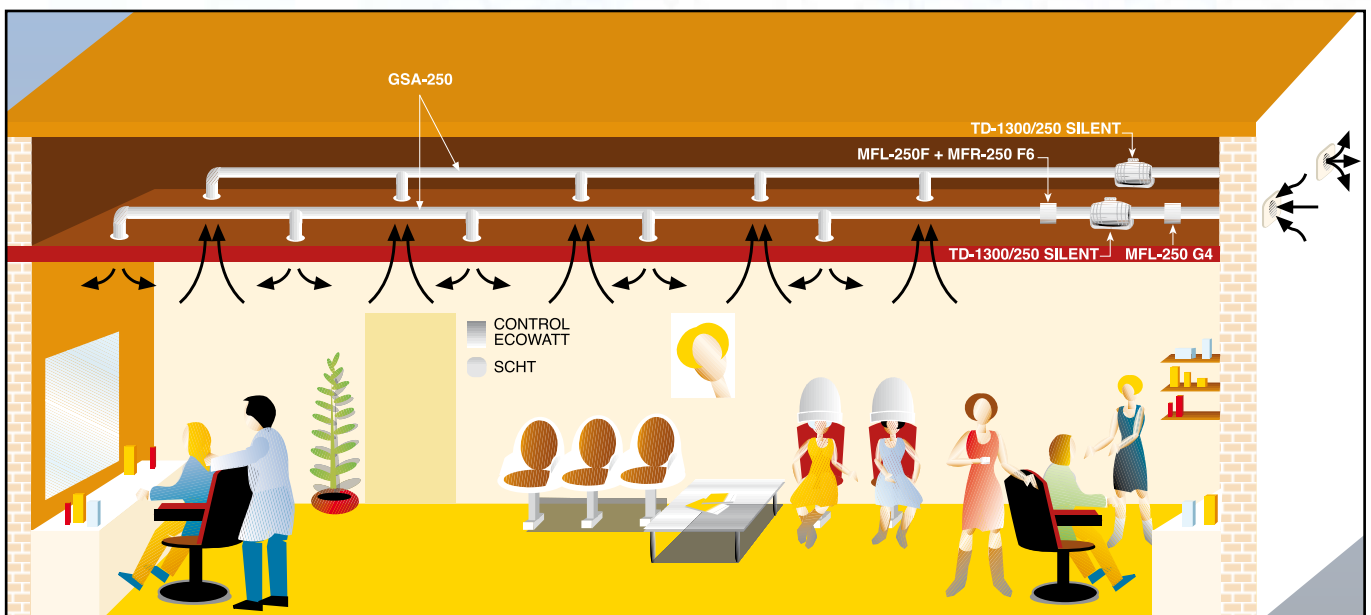 GSA-250
TD-1300/250 SILENT
MFL-250F + MFR-250 F6
TD-1300/250 SILENT
MFL-250 G4
CONTROL
ECOWATT
SCHT